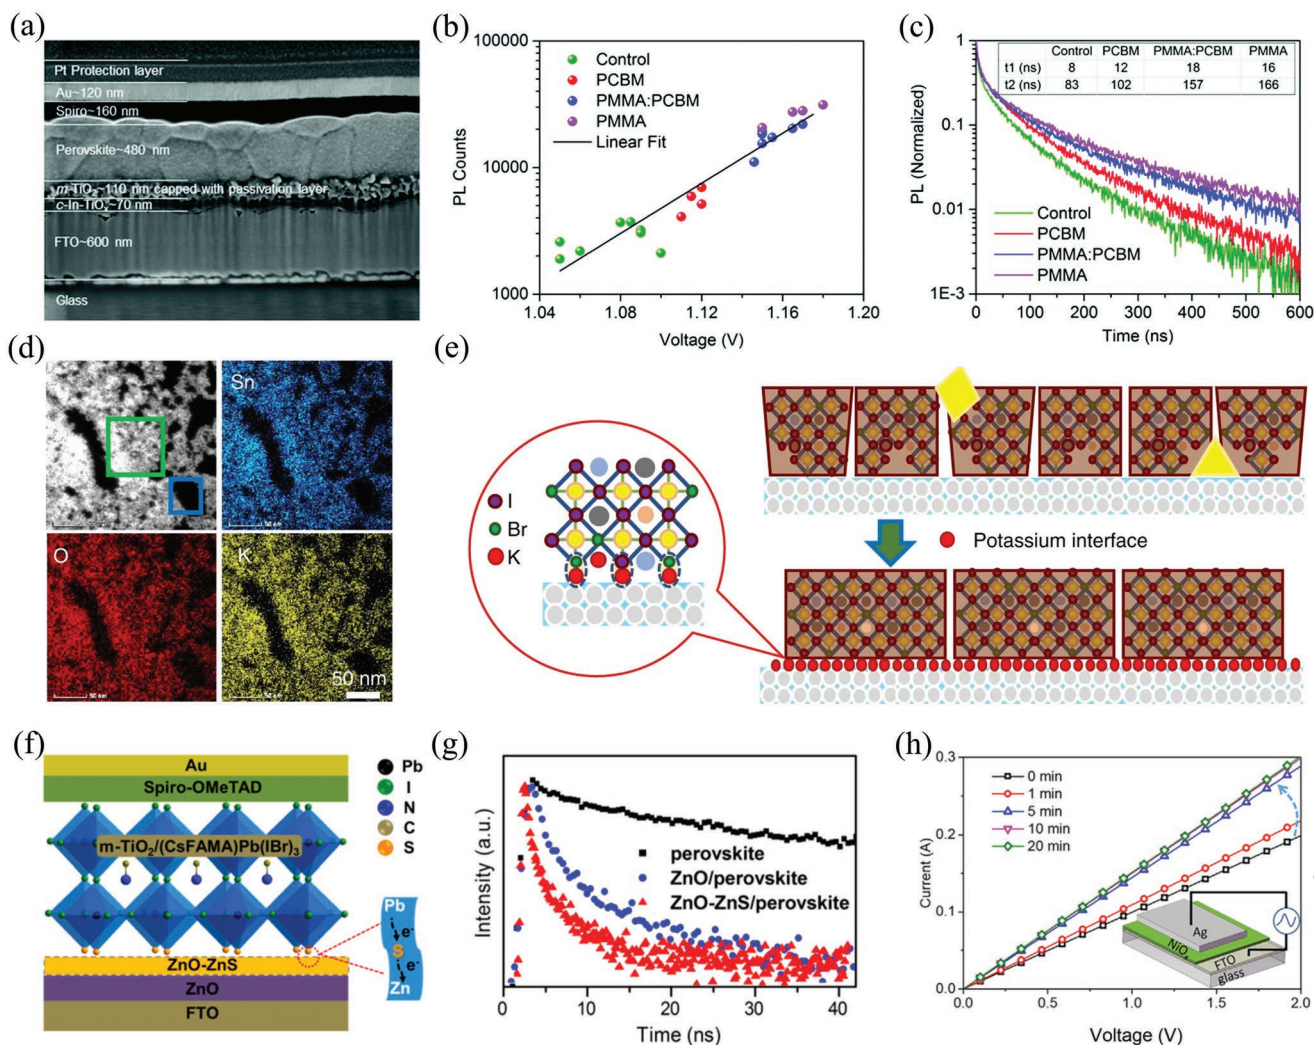 (a)
Pt Protection layer
Au~120 nm
Spiro~160 nm
Perovskite~480 nm
m-TiO₂~110 nm capped with passivation layer
c-In-TiOₓ~70 nm
FTO~600 nm
Glass
(b)
100000
10000
1000
PL Counts
Control
PCBM
PMMA:PCBM
PMMA
Linear Fit
1.04 1.08 1.12 1.16 1.20
Voltage (V)
(c)
1
0.1
0.01
1E-3
PL (Normalized)
Control PCBM PMMA:PCBM PMMA
t1 (ns) 8 12 18 16
t2 (ns) 83 102 157 166
Control
PCBM
PMMA:PCBM
PMMA
0 100 200 300 400 500 600
Time (ns)
(d)
Sn
50 nm
50 nm
O
K
50 nm
50 nm
(e)
I
Br
K
Potassium interface
(f)
Au
Spiro-OMeTAD
m-TiO₂/(CsFAMA)Pb(IBr)₃
ZnO-ZnS
ZnO
FTO
Pb
I
N
C
S
Pb
e⁻
S
e⁻
Zn
(g)
Intensity (a.u.)
perovskite
ZnO/perovskite
ZnO-ZnS/perovskite
0 10 20 30 40
Time (ns)
(h)
0.3
0.2
0.1
0.0
Current (A)
0 min
1 min
5 min
10 min
20 min
Ag
NiOₓ
FTO
glass
0.0 0.5 1.0 1.5 2.0
Voltage (V)